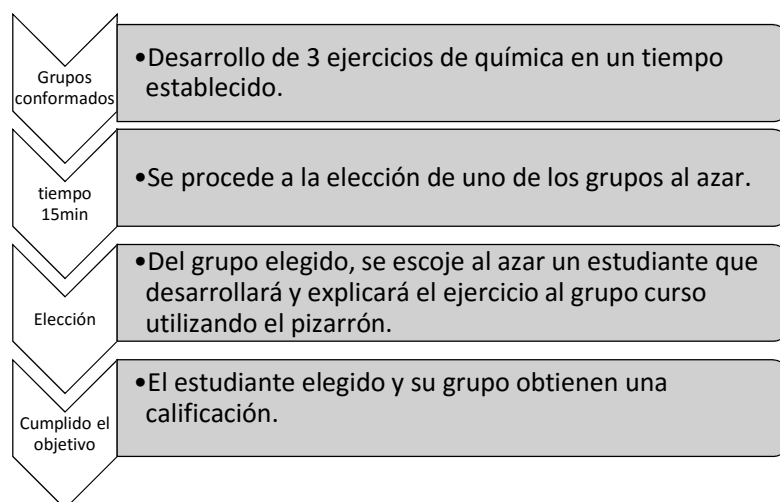 Grupos
conformados
•Desarrollo de 3 ejercicios de química en un tiempo
establecido.
tiempo
15min
•Se procede a la elección de uno de los grupos al azar.
Elección
•Del grupo elegido, se escoje al azar un estudiante que
desarrollará y explicará el ejercicio al grupo curso
utilizando el pizarrón.
Cumplido el
objetivo
•El estudiante elegido y su grupo obtienen una
calificación.